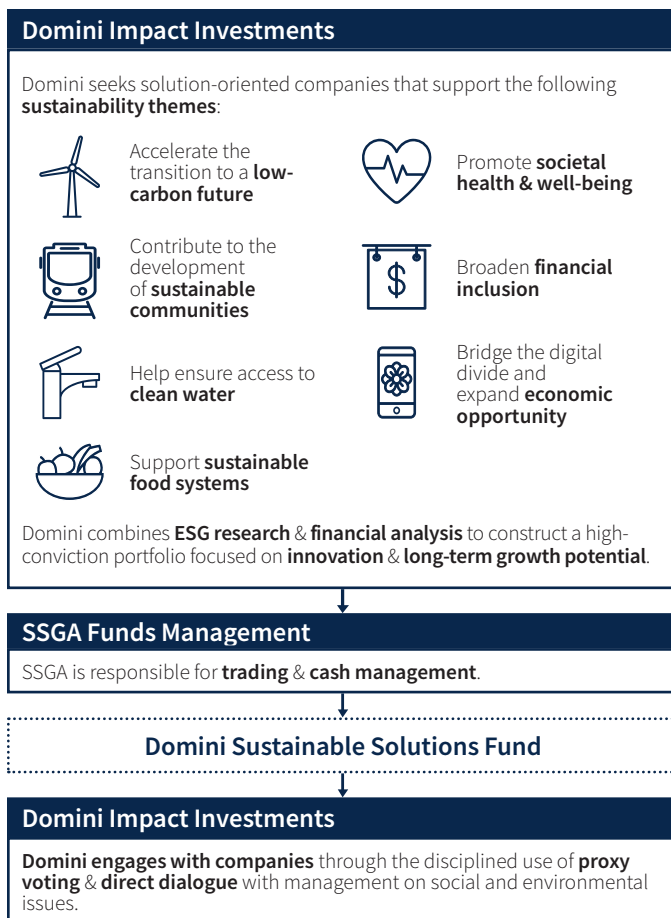 Domini Impact Investments
Domini seeks solution-oriented companies that support the following
sustainability themes:
Accelerate the
transition to a low-
carbon future
Promote societal
health & well-being
Contribute to the
development
of sustainable
communities
$
Broaden financial
inclusion
Help ensure access to
clean water
Bridge the digital
divide and
expand economic
opportunity
Support sustainable
food systems
Domini combines ESG research & financial analysis to construct a high-
conviction portfolio focused on innovation & long-term growth potential.
SSGA Funds Management
SSGA is responsible for trading & cash management.
Domini Sustainable Solutions Fund
Domini Impact Investments
Domini engages with companies through the disciplined use of proxy
voting & direct dialogue with management on social and environmental
issues.